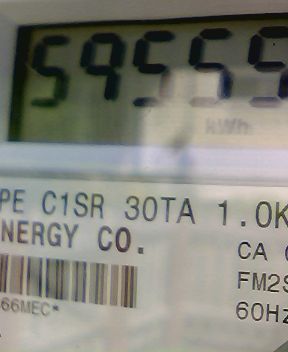 59555
kWh
PE C1SR 30TA 1.0K
NERGY CO.
CA
FM2S
66MEC*
60Hz